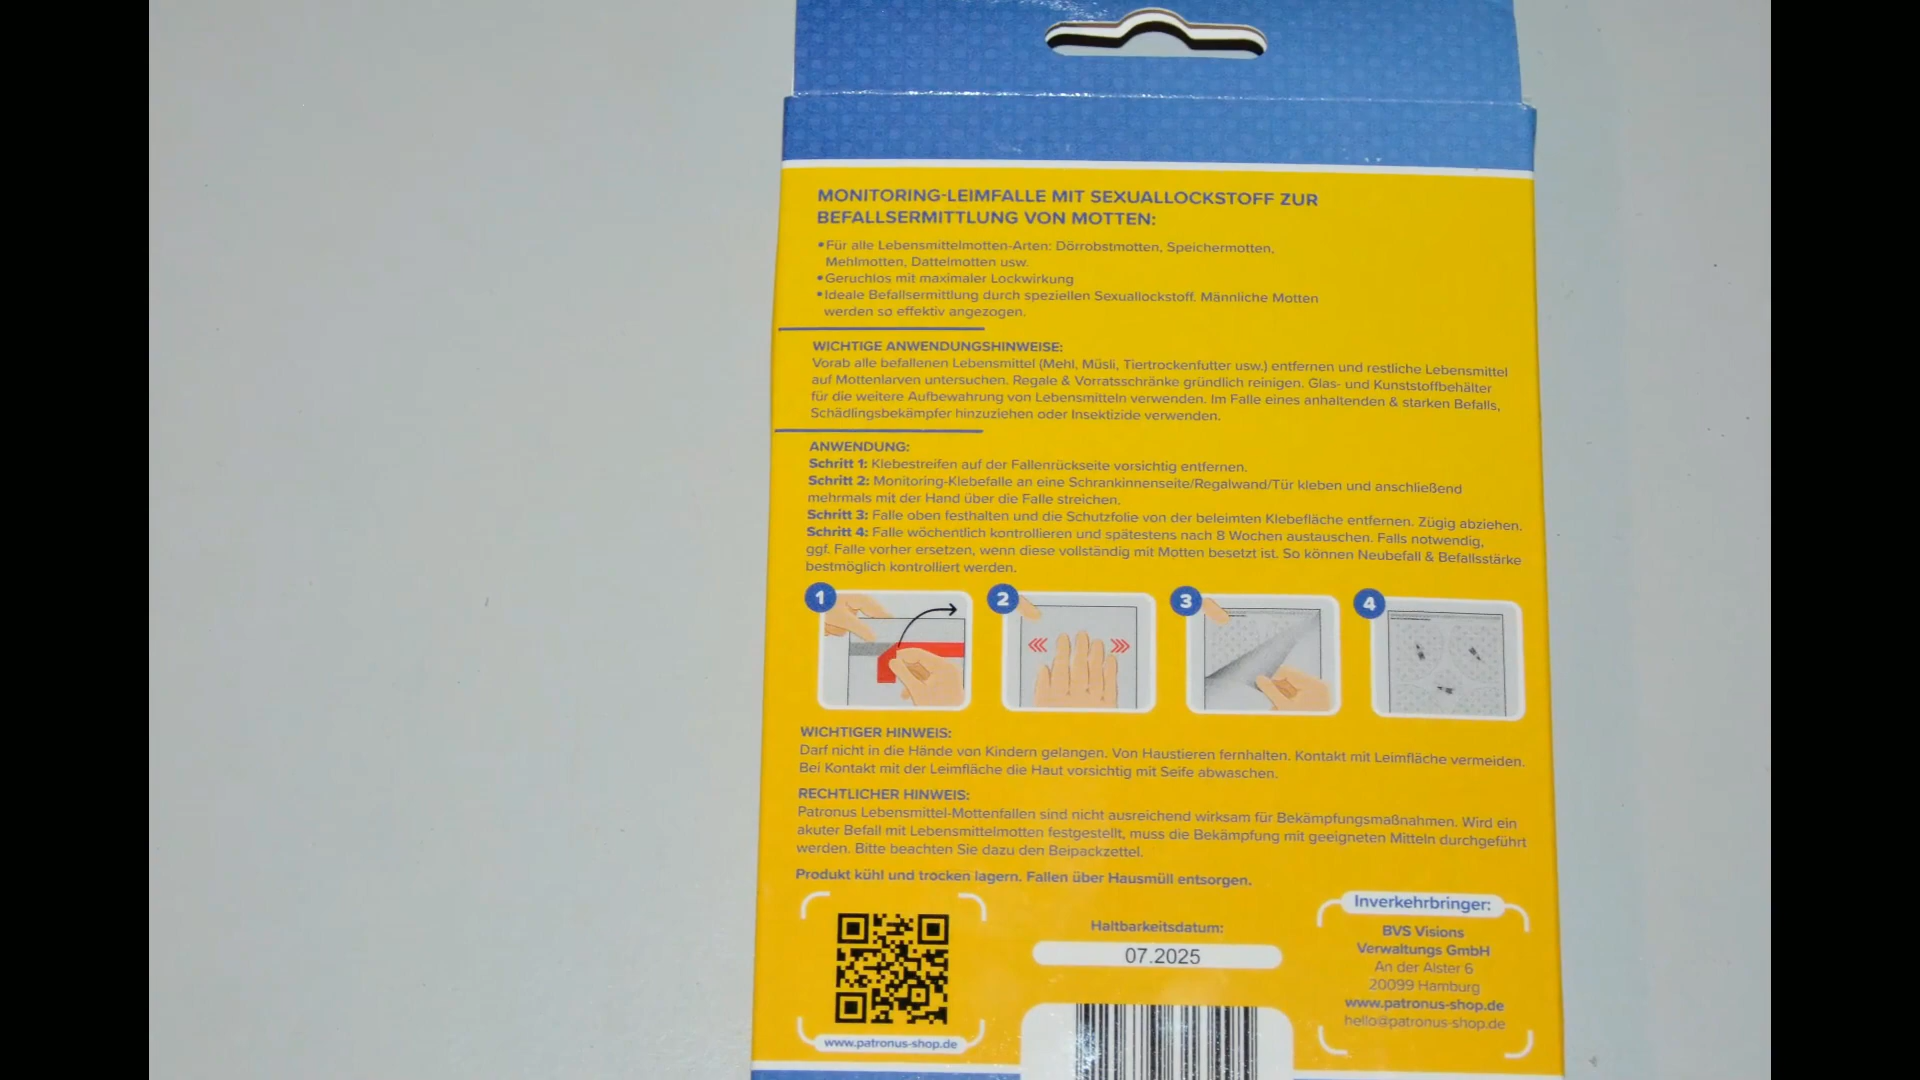 MONITORING-LEIMFALLE MIT SEXUALLOCKSTOFF ZUR
BEFALLSERMITTLUNG VON MOTTEN:
•Für alle Lebensmittelmotten-Arten: Dörrobstmotten, Speichermotten,
Mehlmotten, Dattelmotten usw.
•Geruchlos mit maximaler Lockwirkung
•Ideale Befallsermittlung durch speziellen Sexuallockstoff. Männliche Motten
werden so effektiv angezogen.
WICHTIGE ANWENDUNGSHINWEISE:
Vorab alle befallenen Lebensmittel (Mehl, Müsli, Tiertrockenfutter usw.) entfernen und restliche Lebensmittel
auf Mottenlarven untersuchen. Regale & Vorratsschränke gründlich reinigen. Glas- und Kunststoffbehälter
für die weitere Aufbewahrung von Lebensmitteln verwenden. Im Falle eines anhaltenden & starken Befalls,
Schädlingsbekämpfer hinzuziehen oder Insektizide verwenden.
ANWENDUNG:
Schritt 1: Klebestreifen auf der Fallenrückseite vorsichtig entfernen.
Schritt 2: Monitoring-Klebefalle an eine Schrankinnenseite/Regalwand/Tür kleben und anschließend
mehrmals mit der Hand über die Falle streichen.
Schritt 3: Falle oben festhalten und die Schutzfolie von der beleimten Klebefläche entfernen. Zügig abziehen.
Schritt 4: Falle wöchentlich kontrollieren und spätestens nach 8 Wochen austauschen. Falls notwendig,
ggf. Falle vorher ersetzen, wenn diese vollständig mit Motten besetzt ist. So können Neubefall & Befallsstärke
bestmöglich kontrolliert werden.
1 2 3 4
WICHTIGER HINWEIS:
Darf nicht in die Hände von Kindern gelangen. Von Haustieren fernhalten. Kontakt mit Leimfläche vermeiden.
Bei Kontakt mit der Leimfläche die Haut vorsichtig mit Seife abwaschen.
RECHTLICHER HINWEIS:
Patronus Lebensmittel-Mottenfallen sind nicht ausreichend wirksam für Bekämpfungsmaßnahmen. Wird ein
akuter Befall mit Lebensmittelmotten festgestellt, muss die Bekämpfung mit geeigneten Mitteln durchgeführt
werden. Bitte beachten Sie dazu den Beipackzettel.
Produkt kühl und trocken lagern. Fallen über Hausmüll entsorgen.
www.patronus-shop.de
Haltbarkeitsdatum:
07.2025
Inverkehrbringer:
BVS Visions
Verwaltungs GmbH
An der Alster 6
20099 Hamburg
www.patronus-shop.de
hello@patronus-shop.de